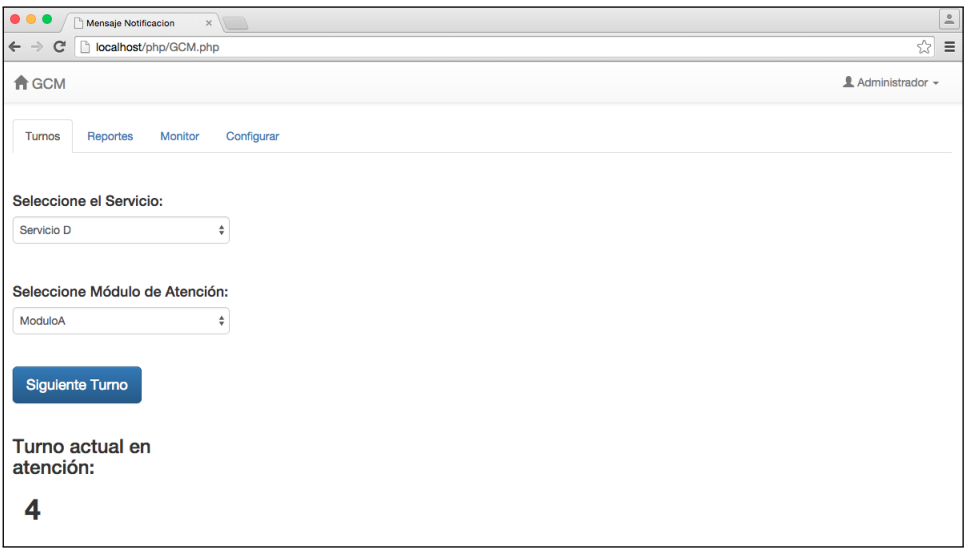 Mensaje Notificacion
localhost/php/GCM.php
GCM
Administrador
Turnos Reportes Monitor Configurar
Seleccione el Servicio:
Servicio D
Seleccione Módulo de Atención:
ModuloA
Siguiente Turno
Turno actual en
atención:
4